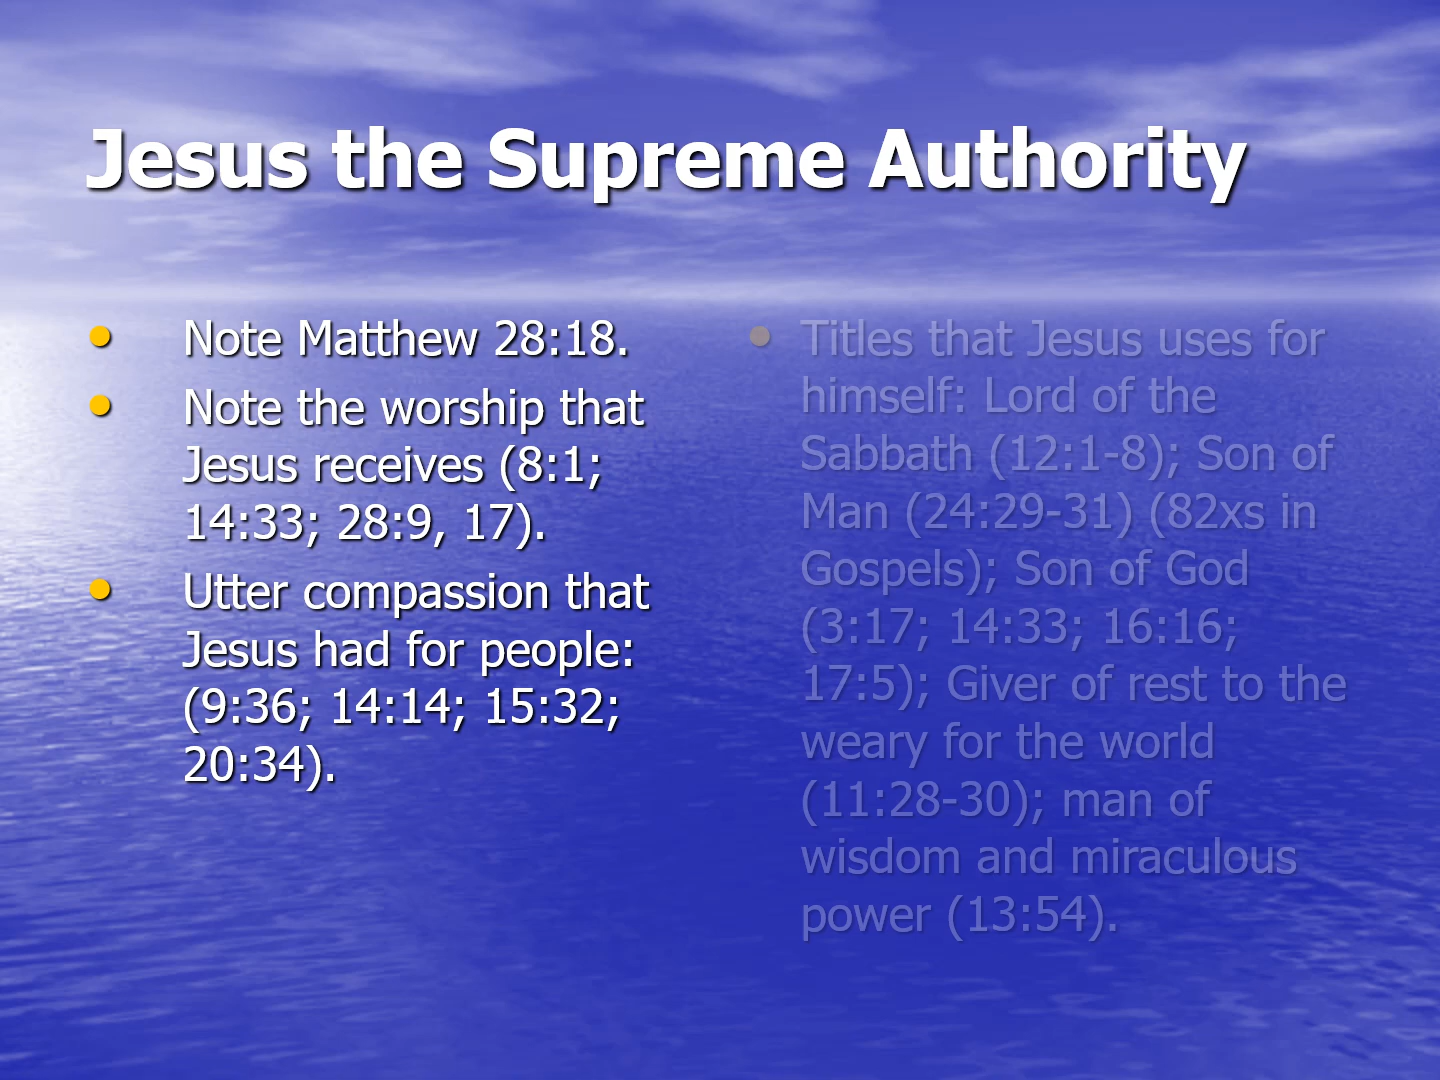 Jesus the Supreme Authority
• Note Matthew 28:18.
• Note the worship that
Jesus receives (8:1;
14:33; 28:9, 17).
• Utter compassion that
Jesus had for people:
(9:36; 14:14; 15:32;
20:34).
• Titles that Jesus uses for
himself: Lord of the
Sabbath (12:1-8); Son of
Man (24:29-31) (82xs in
Gospels); Son of God
(3:17; 14:33; 16:16;
17:5); Giver of rest to the
weary for the world
(11:28-30); man of
wisdom and miraculous
power (13:54).